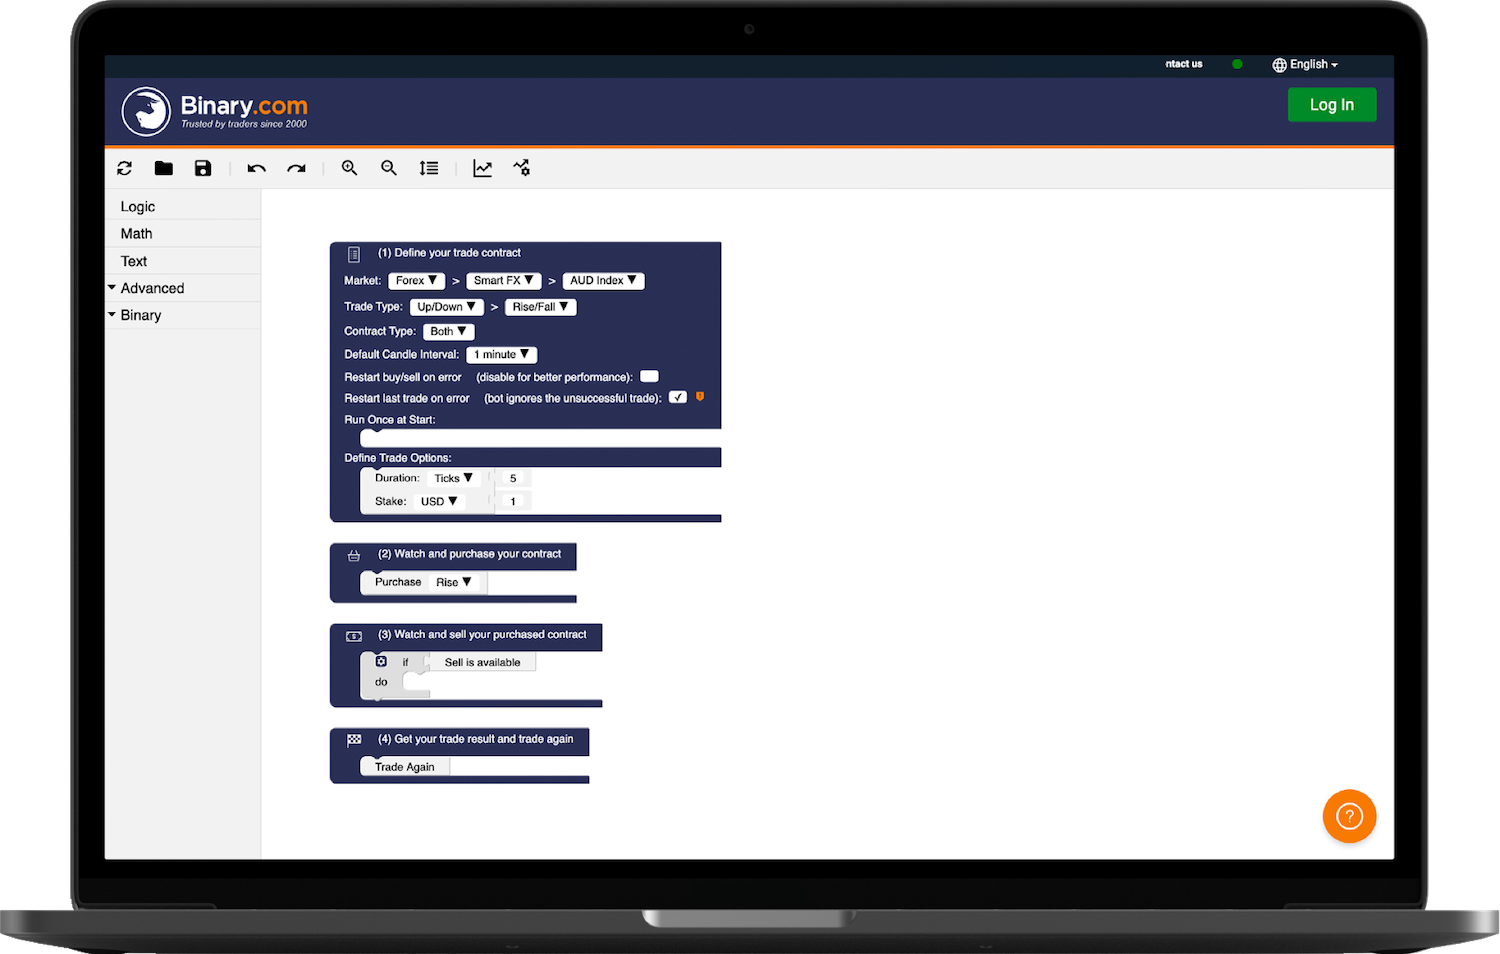 ntact us
English
Binary.com
Trusted by traders since 2000
Log In
Logic
Math
Text
Advanced
Binary
(1) Define your trade contract
Market: Forex ▼ > Smart FX ▼ > AUD Index ▼
Trade Type: Up/Down ▼ > Rise/Fall ▼
Contract Type: Both ▼
Default Candle Interval: 1 minute ▼
Restart buy/sell on error (disable for better performance):
Restart last trade on error (bot ignores the unsuccessful trade): ✓
Run Once at Start:
Define Trade Options:
Duration: Ticks ▼ 5
Stake: USD ▼ 1
(2) Watch and purchase your contract
Purchase Rise ▼
(3) Watch and sell your purchased contract
if Sell is available
do
(4) Get your trade result and trade again
Trade Again
?